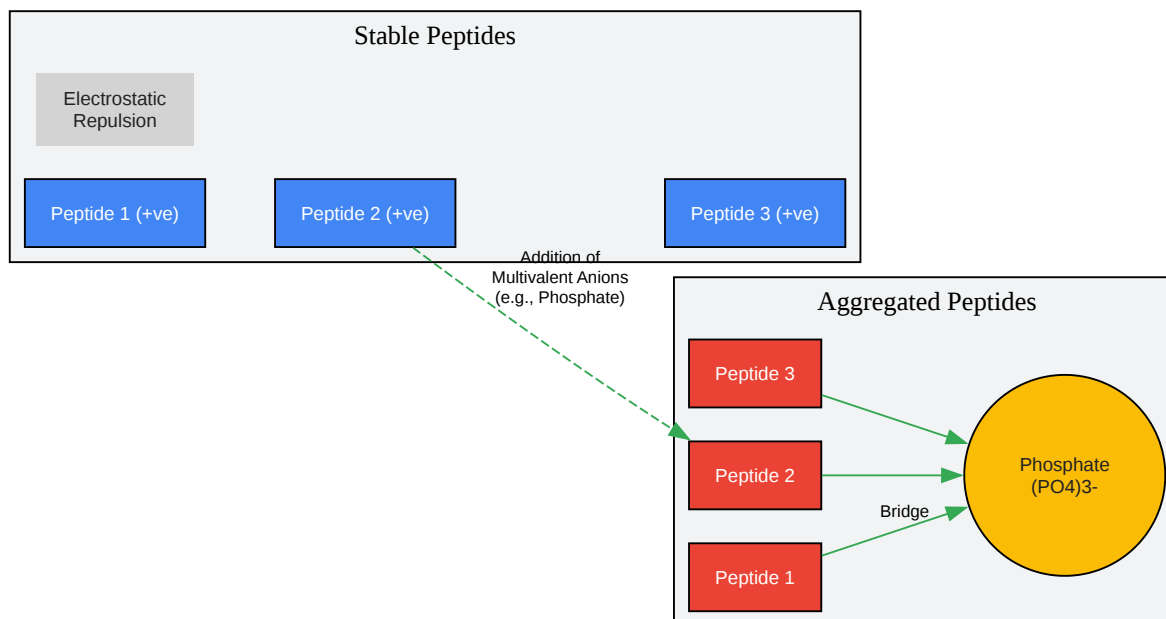 Stable Peptides
Electrostatic
Repulsion
Peptide 1 (+ve)
Peptide 2 (+ve)
Peptide 3 (+ve)
Addition of
Multivalent Anions
(e.g., Phosphate)
Aggregated Peptides
Peptide 3
Peptide 2
Peptide 1
Bridge
Phosphate
(PO4)3-